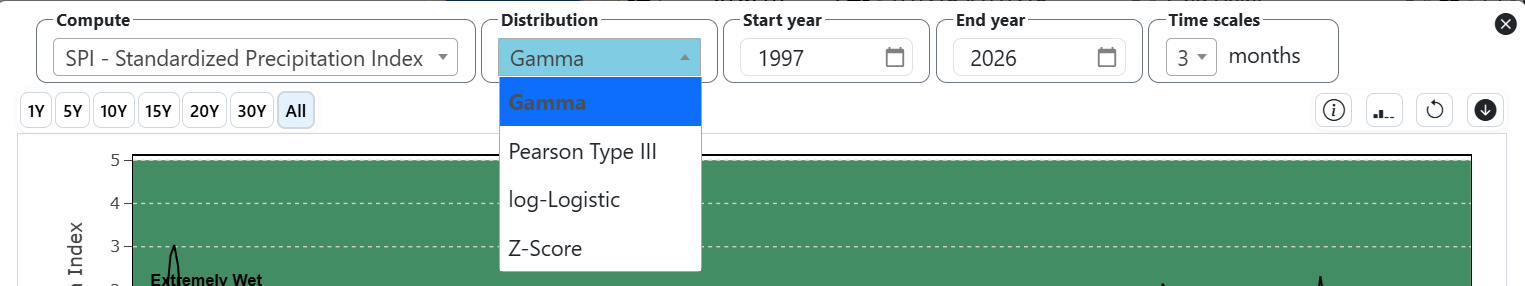 Compute
SPI - Standardized Precipitation Index
Distribution
Gamma
Gamma
Pearson Type III
log-Logistic
Z-Score
Start year
1997
End year
2026
Time scales
3 months
1Y 5Y 10Y 15Y 20Y 30Y All
5
4
3
Index
Extremely Wet